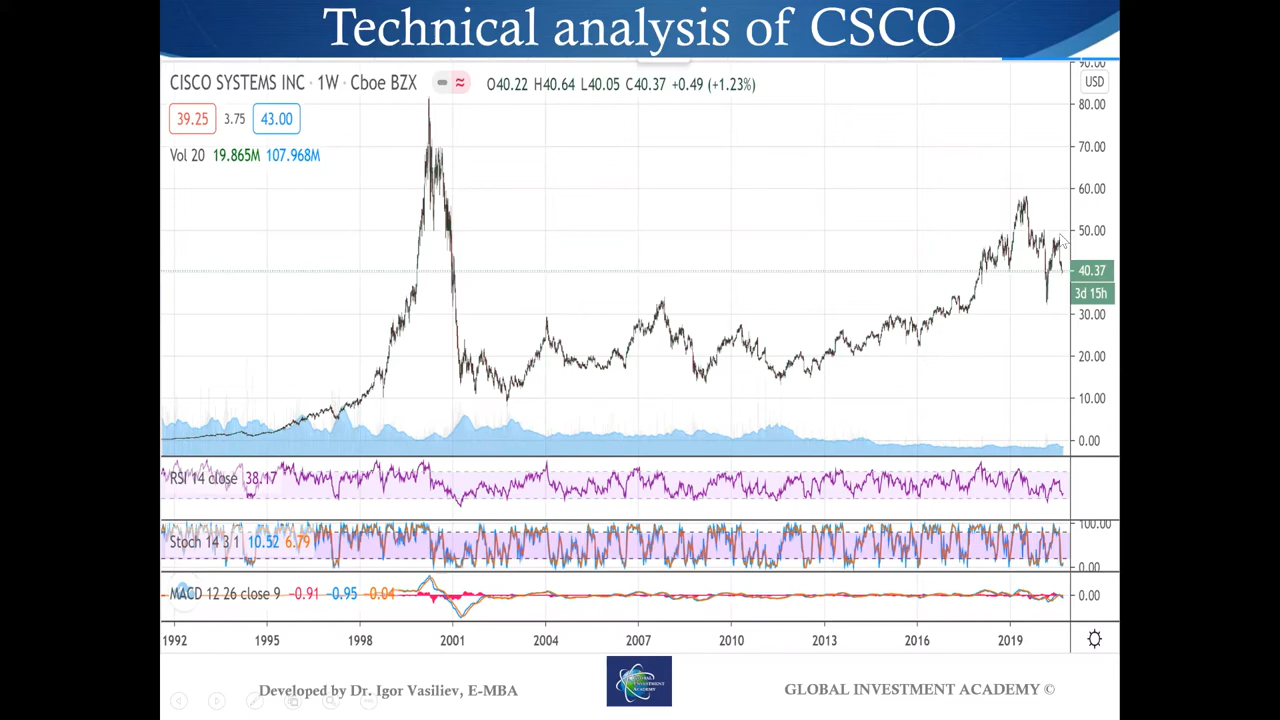 Technical analysis of CSCO
CISCO SYSTEMS INC · 1W · Cboe BZX
O40.22 H40.64 L40.05 C40.37 +0.49 (+1.23%)
39.25 3.75 43.00
Vol 20 19.865M 107.968M
90.00
USD
80.00
70.00
60.00
50.00
40.37
3d 15h
30.00
20.00
10.00
0.00
RSI 14 close 38.17
Stoch 14 3 1 10.52 6.79
100.00
0.00
MACD 12 26 close 9 -0.91 -0.95 -0.04
0.00
1992 1995 1998 2001 2004 2007 2010 2013 2016 2019
Developed by Dr. Igor Vasiliev, E-MBA
GLOBAL INVESTMENT ACADEMY
GLOBAL INVESTMENT ACADEMY ©